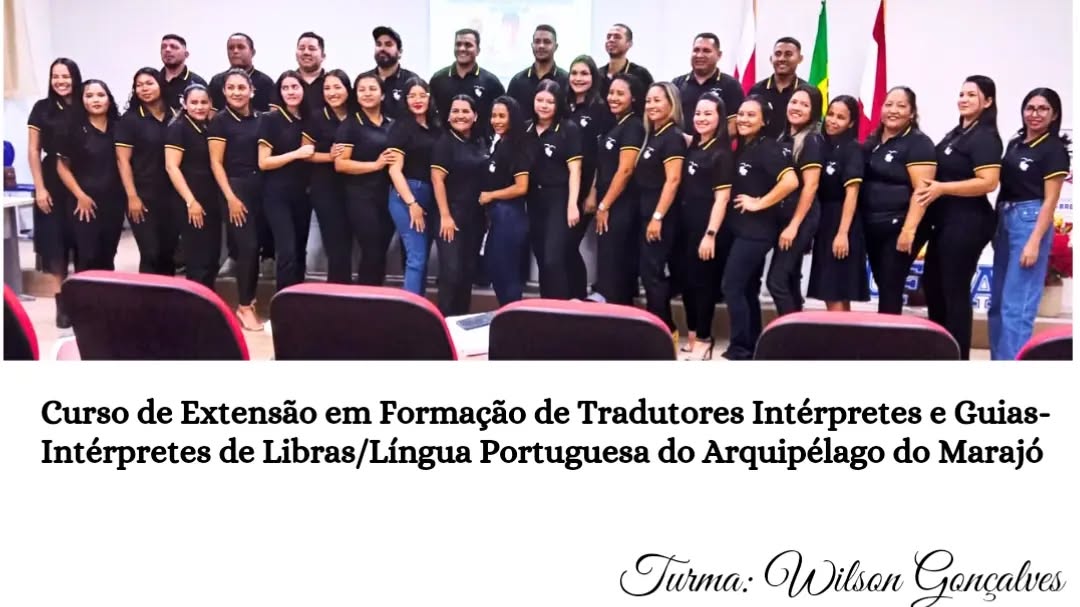 Curso de Extensão em Formação de Tradutores Intérpretes e Guias-
Intérpretes de Libras/Língua Portuguesa do Arquipélago do Marajó
Turma: Wilson Gonçalves